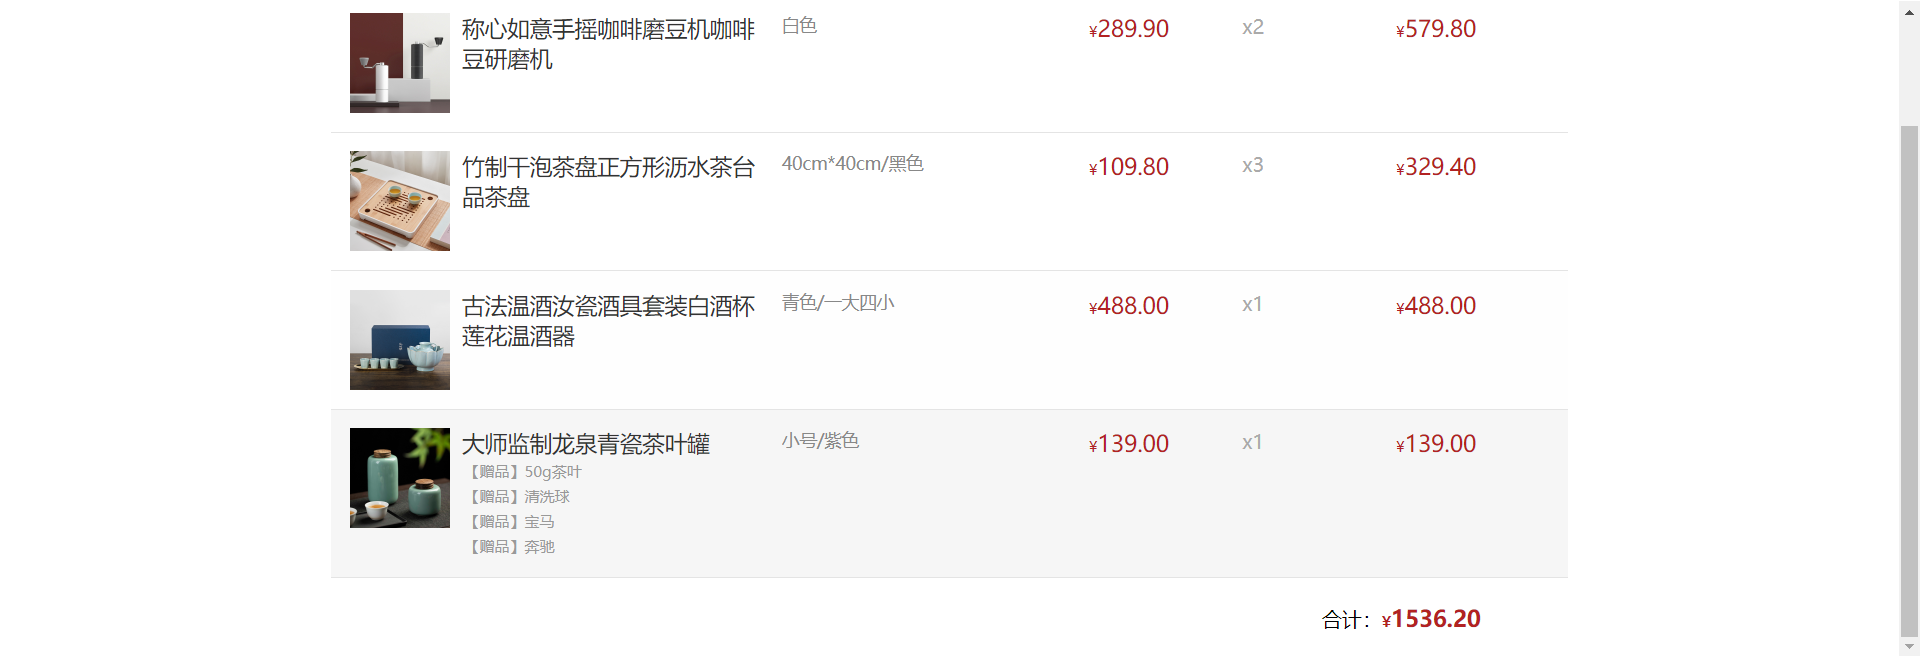 称心如意手摇咖啡磨豆机咖啡 白色 ¥289.90 x2 ¥579.80
豆研磨机
竹制干泡茶盘正方形沥水茶台 40cm*40cm/黑色 ¥109.80 x3 ¥329.40
品茶盘
古法温酒汝瓷酒具套装白酒杯 青色/一大四小 ¥488.00 x1 ¥488.00
莲花温酒器
大师监制龙泉青瓷茶叶罐 小号/紫色 ¥139.00 x1 ¥139.00
【赠品】50g茶叶
【赠品】清洗球
【赠品】宝马
【赠品】奔驰
合计：¥1536.20